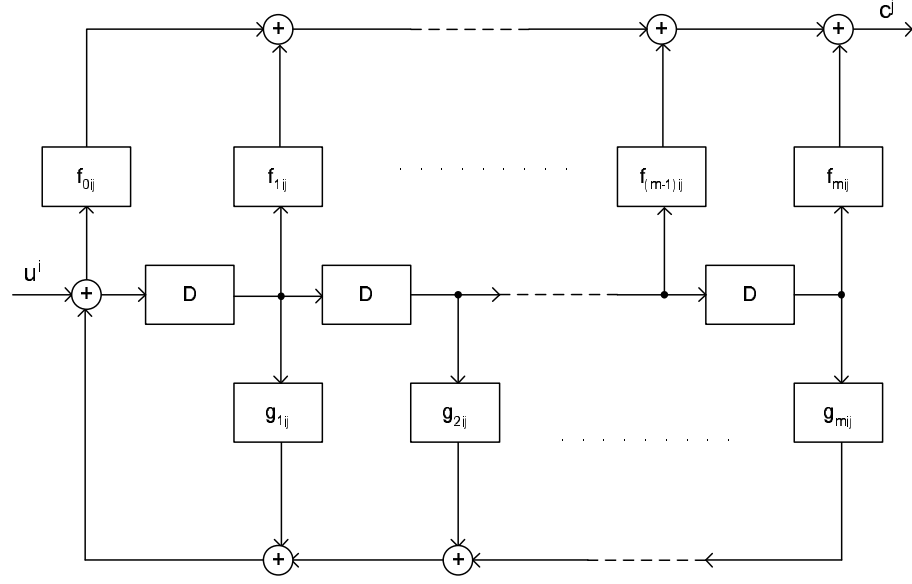 c^j
+ + +
f_0ij f_1ij . . . . . . . . . f_(m-1)ij f_mij
u^i
+ D D D
g_1ij g_2ij . . . . . . . . . g_mij
+ +